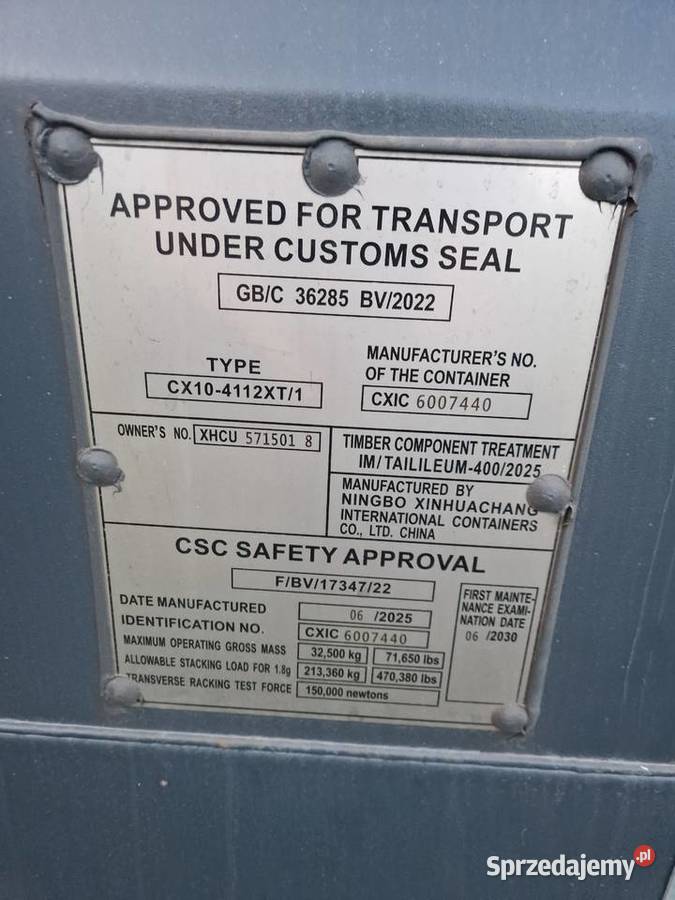 APPROVED FOR TRANSPORT
UNDER CUSTOMS SEAL
GB/C 36285 BV/2022
TYPE
CX10-4112XT/1
MANUFACTURER'S NO.
OF THE CONTAINER
CXIC 6007440
OWNER'S NO. XHCU 571501 8
TIMBER COMPONENT TREATMENT
IM/TAILILEUM-400/2025
MANUFACTURED BY
NINGBO XINHUACHANG
INTERNATIONAL CONTAINERS
CO., LTD. CHINA
CSC SAFETY APPROVAL
F/BV/17347/22
DATE MANUFACTURED 06 /2025
IDENTIFICATION NO. CXIC 6007440
MAXIMUM OPERATING GROSS MASS 32,500 kg 71,650 lbs
ALLOWABLE STACKING LOAD FOR 1.8g 213,360 kg 470,380 lbs
TRANSVERSE RACKING TEST FORCE 150,000 newtons
FIRST MAINTE-
NANCE EXAMI-
NATION DATE
06 /2030
Sprzedajemy.pl